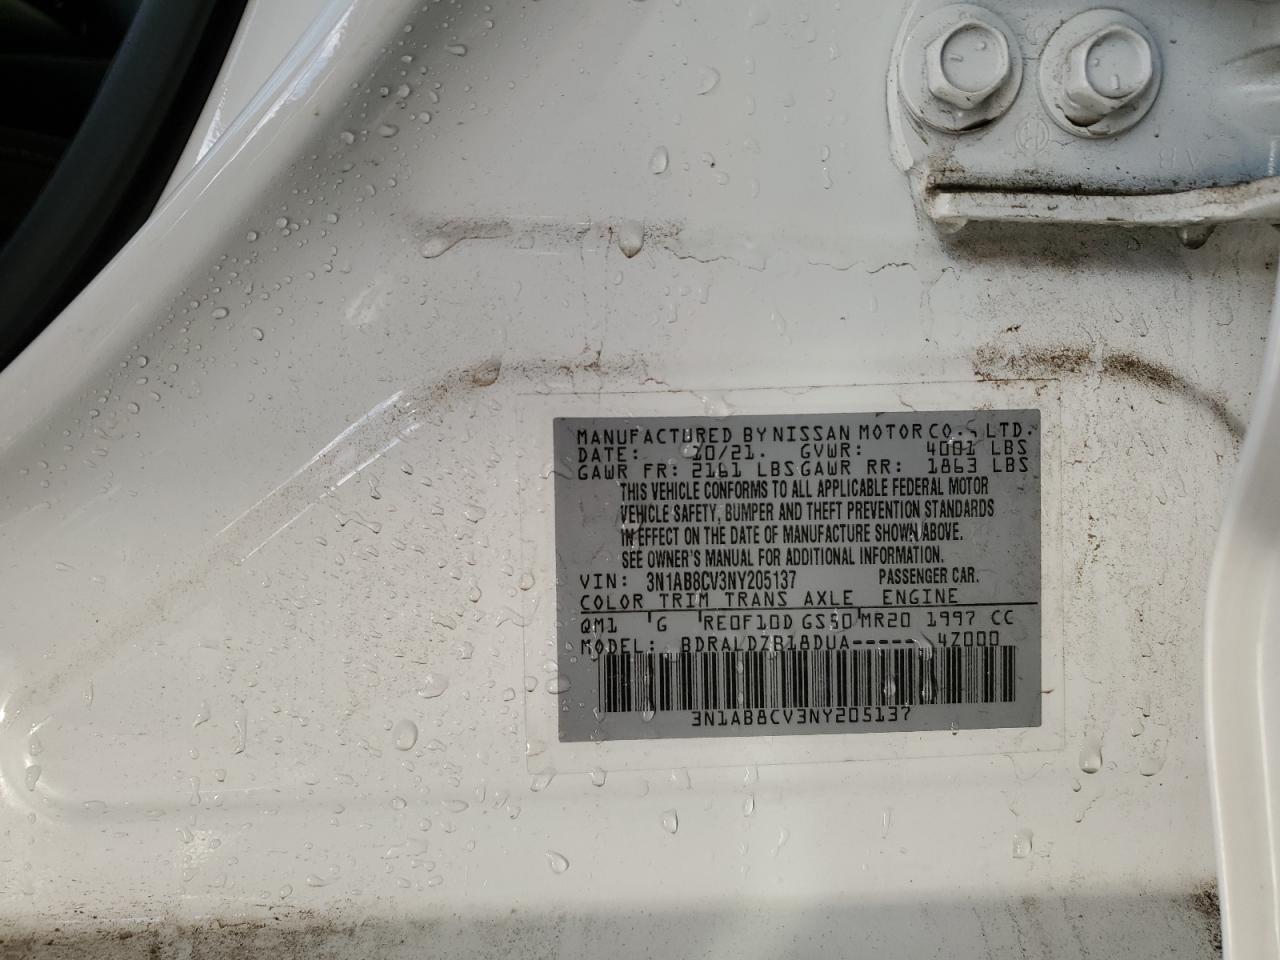 MANUFACTURED BY NISSAN MOTOR CO., LTD.
DATE: 10/21. GVWR: 4001 LBS
GAWR FR: 2161 LBS GAWR RR: 1863 LBS
THIS VEHICLE CONFORMS TO ALL APPLICABLE FEDERAL MOTOR
VEHICLE SAFETY, BUMPER AND THEFT PREVENTION STANDARDS
IN EFFECT ON THE DATE OF MANUFACTURE SHOWN ABOVE.
SEE OWNER'S MANUAL FOR ADDITIONAL INFORMATION.
VIN: 3N1AB8CV3NY205137 PASSENGER CAR.
COLOR TRIM TRANS AXLE ENGINE
QM1 G RE0F10D GS50 MR20 1997 CC
MODEL: BDRALDZB18DUA----- 4Z000
3N1AB8CV3NY205137